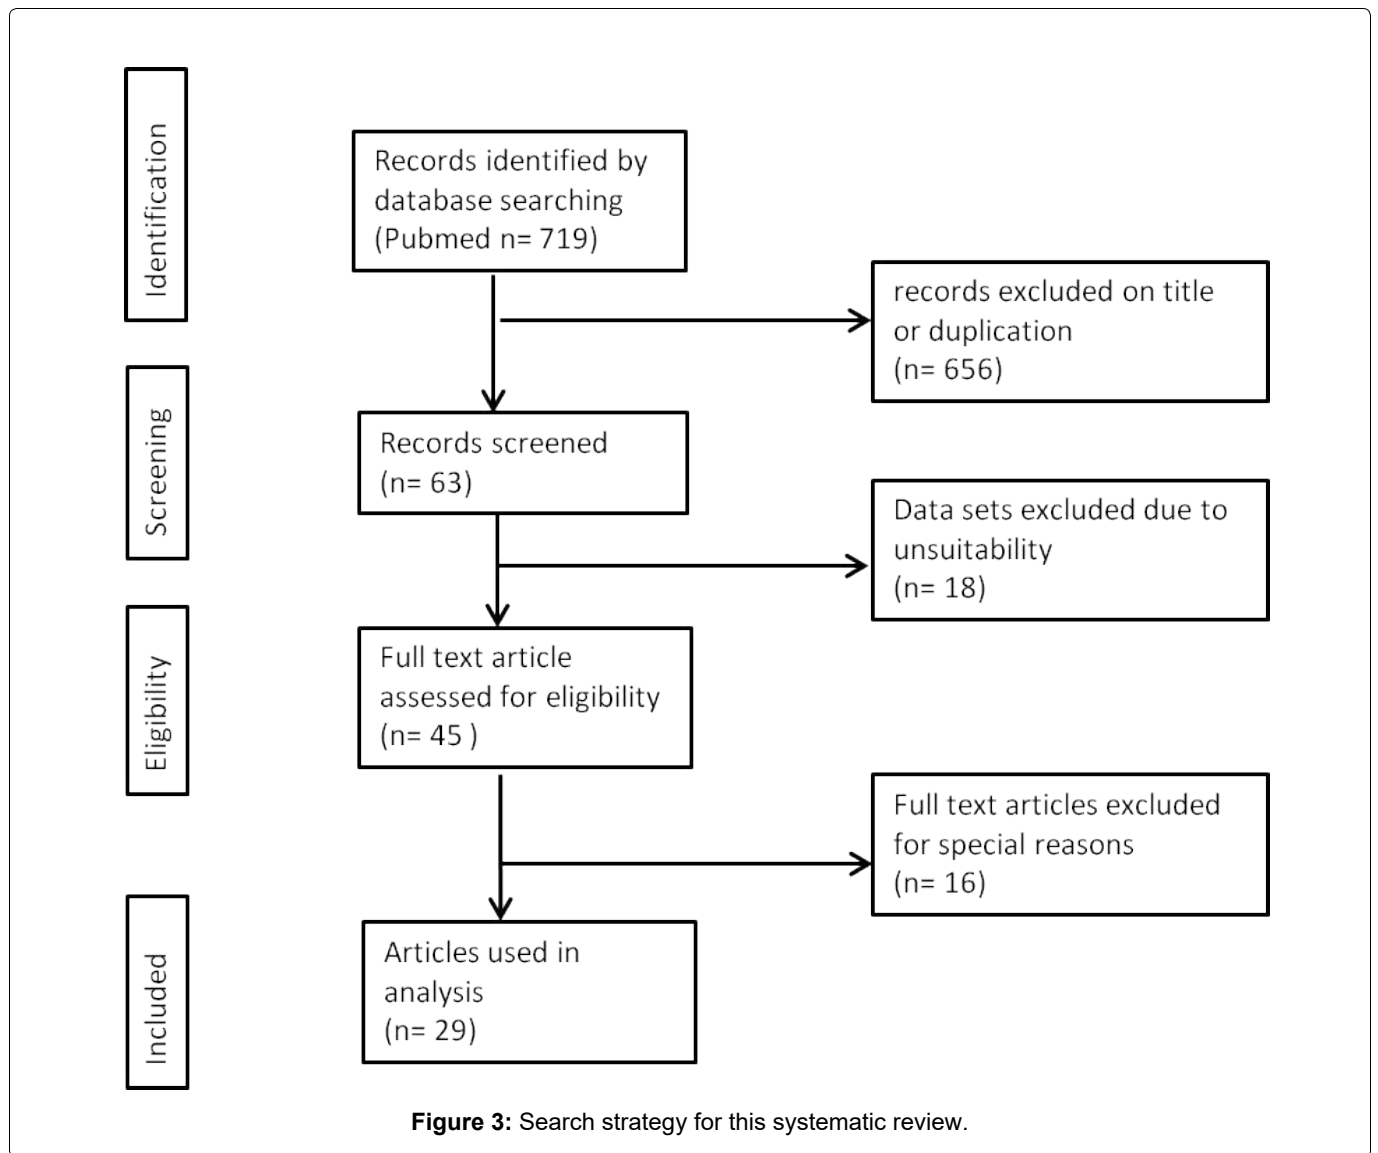 Identification
Records identified by
database searching
(Pubmed n= 719)
records excluded on title
or duplication
(n= 656)
Screening
Records screened
(n= 63)
Data sets excluded due to
unsuitability
(n= 18)
Eligibility
Full text article
assessed for eligibility
(n= 45 )
Full text articles excluded
for special reasons
(n= 16)
Included
Articles used in
analysis
(n= 29)
Figure 3: Search strategy for this systematic review.